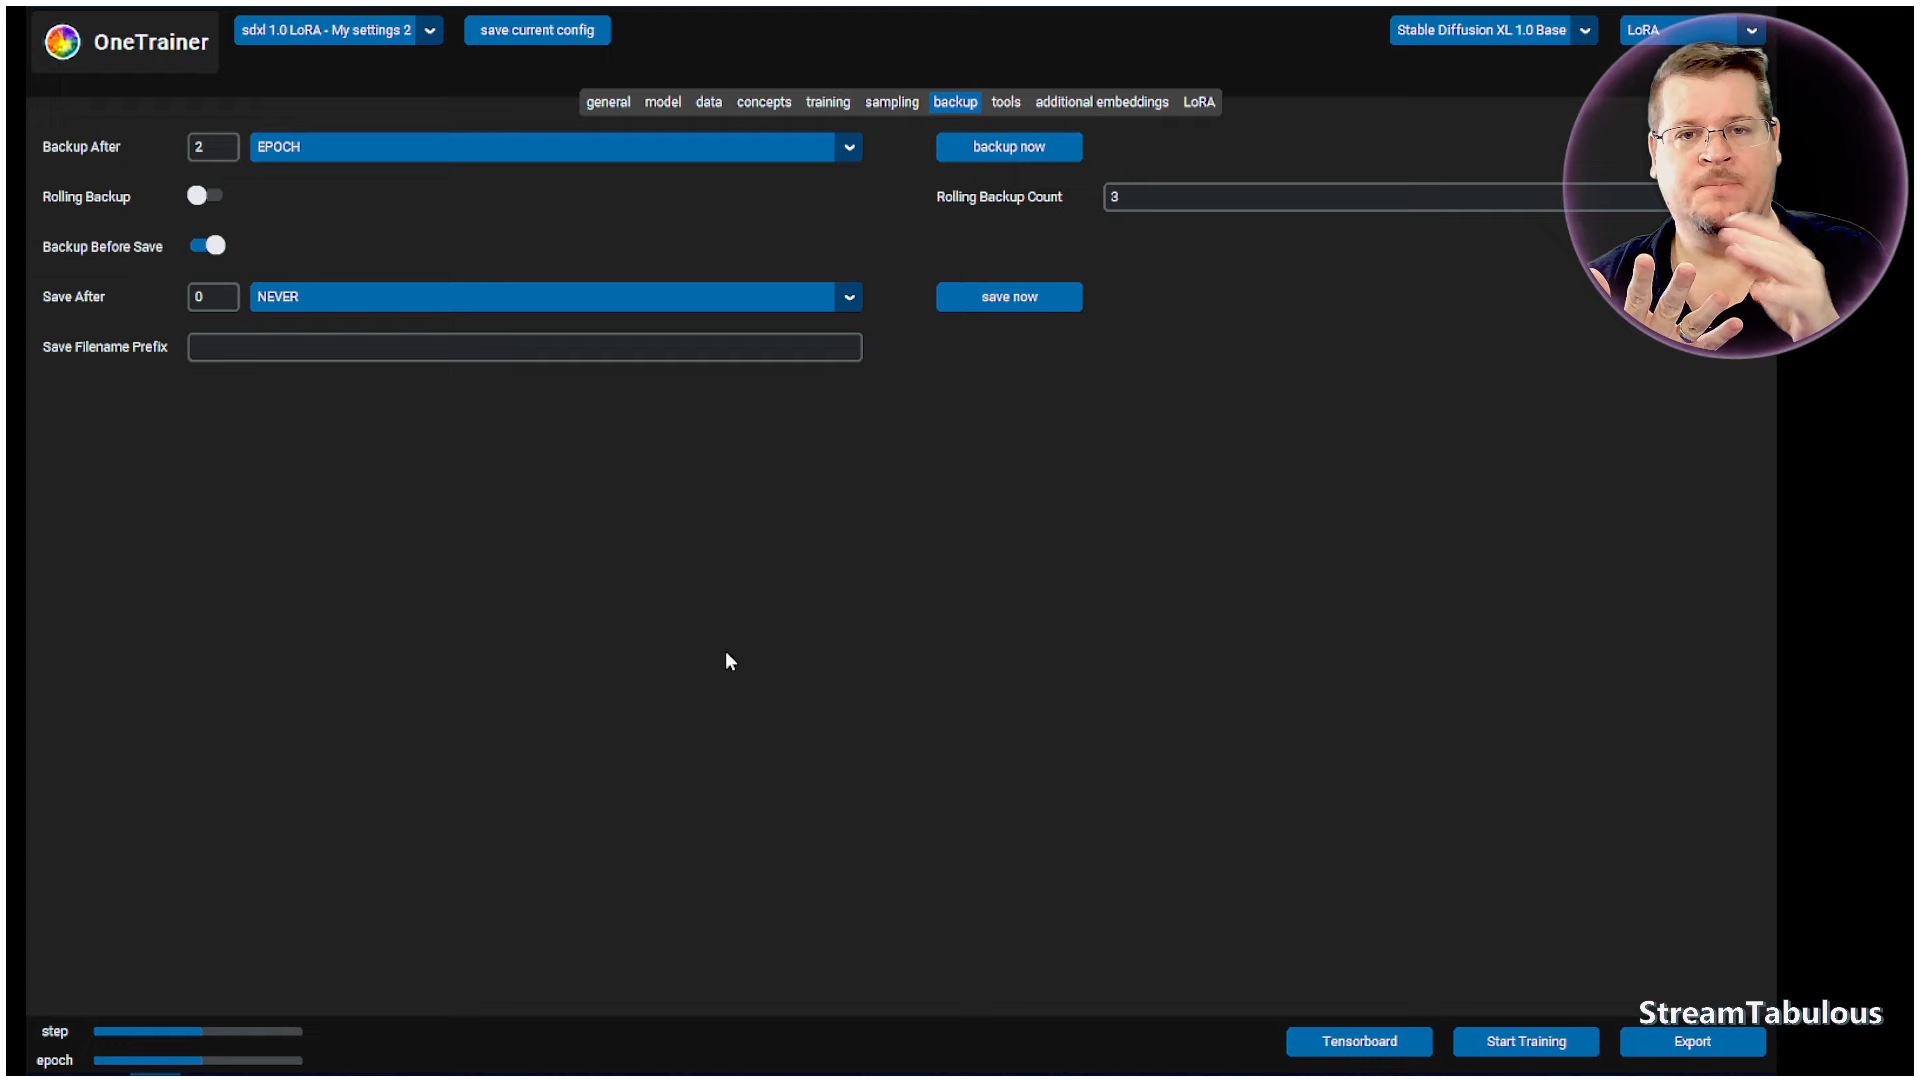 OneTrainer
sdxl 1.0 LoRA - My settings 2
save current config
Stable Diffusion XL 1.0 Base
LoRA
general model data concepts training sampling backup tools additional embeddings LoRA
Backup After 2 EPOCH backup now
Rolling Backup Rolling Backup Count 3
Backup Before Save
Save After 0 NEVER save now
Save Filename Prefix
StreamTabulous
step
epoch
Tensorboard Start Training Export